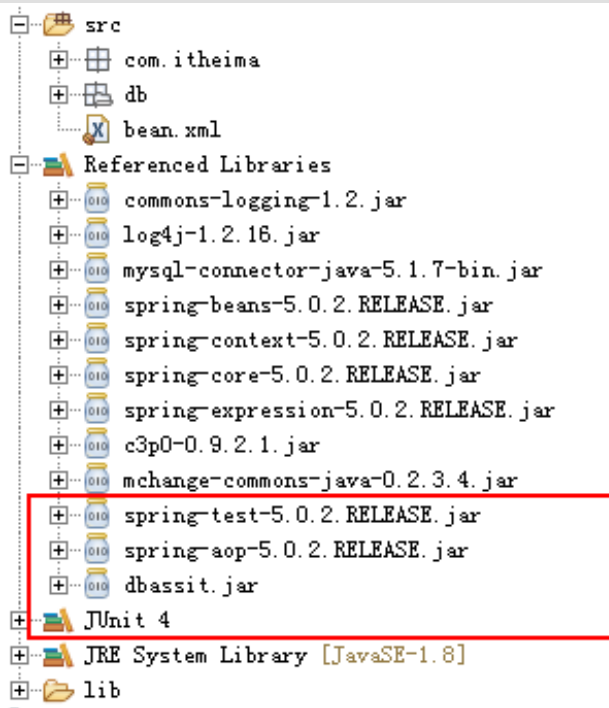 src
com.itheima
db
bean.xml
Referenced Libraries
commons-logging-1.2.jar
log4j-1.2.16.jar
mysql-connector-java-5.1.7-bin.jar
spring-beans-5.0.2.RELEASE.jar
spring-context-5.0.2.RELEASE.jar
spring-core-5.0.2.RELEASE.jar
spring-expression-5.0.2.RELEASE.jar
c3p0-0.9.2.1.jar
mchange-commons-java-0.2.3.4.jar
spring-test-5.0.2.RELEASE.jar
spring-aop-5.0.2.RELEASE.jar
dbassit.jar
JUnit 4
JRE System Library [JavaSE-1.8]
lib